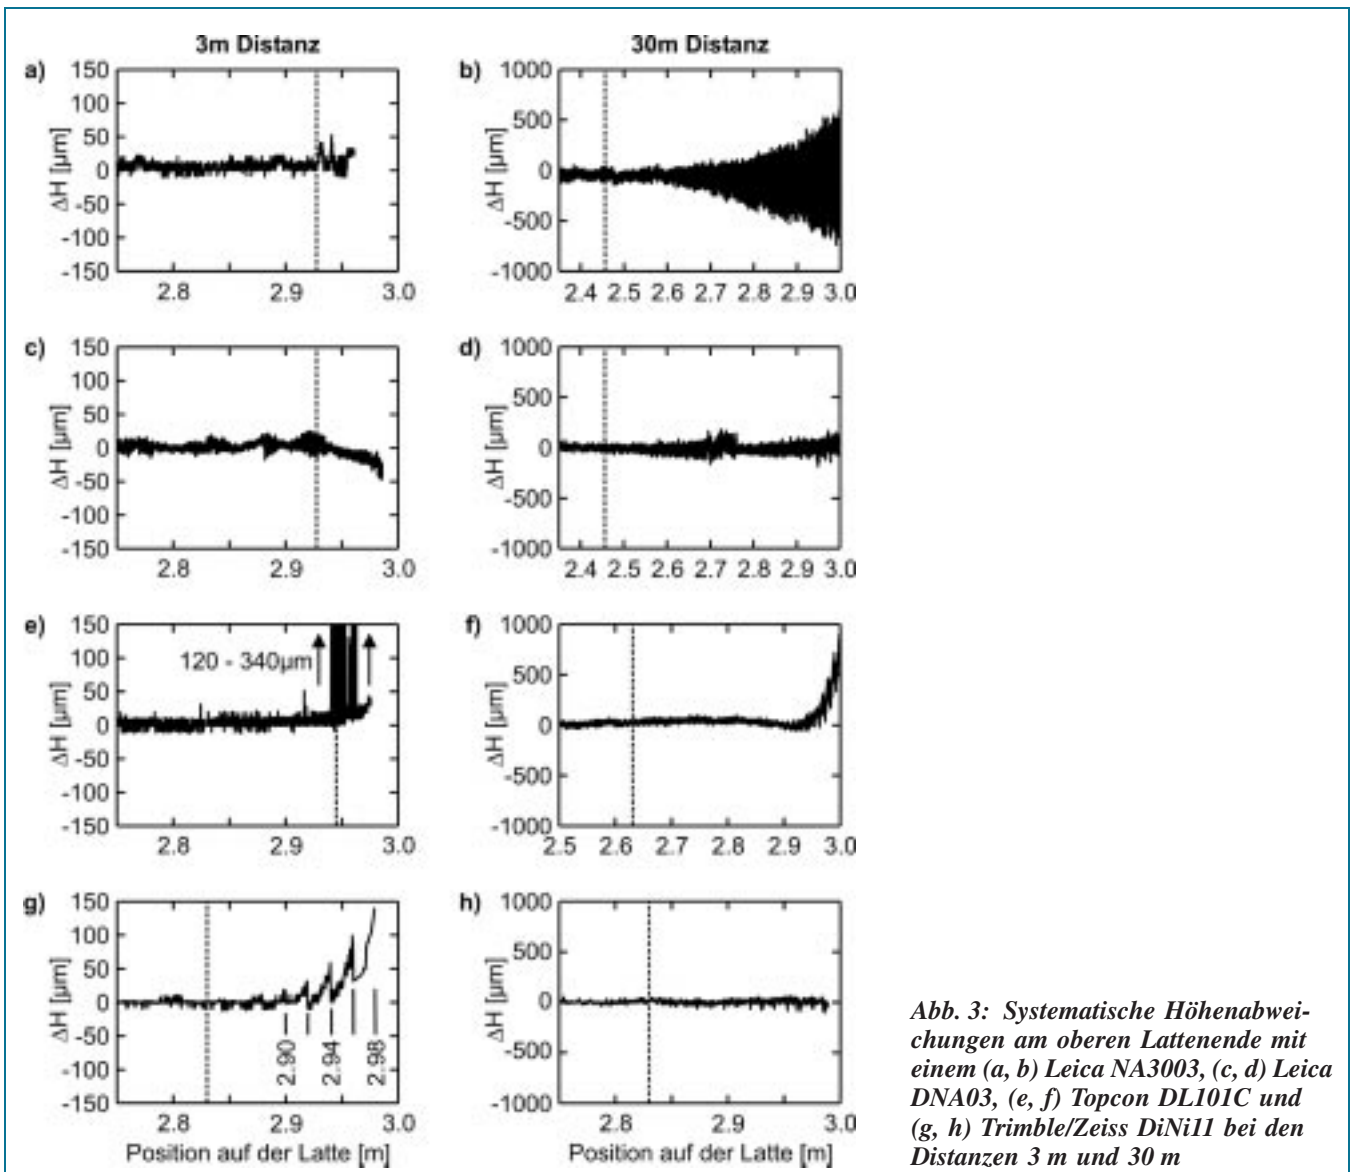 3m Distanz
30m Distanz
a)
150
100
50
0
-50
-100
-150
ΔH [µm]
2.8 2.9 3.0
b)
1000
500
0
-500
-1000
ΔH [µm]
2.4 2.5 2.6 2.7 2.8 2.9 3.0
c)
150
100
50
0
-50
-100
-150
ΔH [µm]
2.8 2.9 3.0
d)
1000
500
0
-500
-1000
ΔH [µm]
2.4 2.5 2.6 2.7 2.8 2.9 3.0
e)
150
100
50
0
-50
-100
-150
ΔH [µm]
120 - 340µm
2.8 2.9 3.0
f)
1000
500
0
-500
-1000
ΔH [µm]
2.5 2.6 2.7 2.8 2.9 3.0
g)
150
100
50
0
-50
-100
-150
ΔH [µm]
2.90
2.94
2.98
2.8 2.9 3.0
Position auf der Latte [m]
h)
1000
500
0
-500
-1000
ΔH [µm]
2.8 2.9 3.0
Position auf der Latte [m]
Abb. 3: Systematische Höhenabwei-
chungen am oberen Lattenende mit
einem (a, b) Leica NA3003, (c, d) Leica
DNA03, (e, f) Topcon DL101C und
(g, h) Trimble/Zeiss DiNi11 bei den
Distanzen 3 m und 30 m